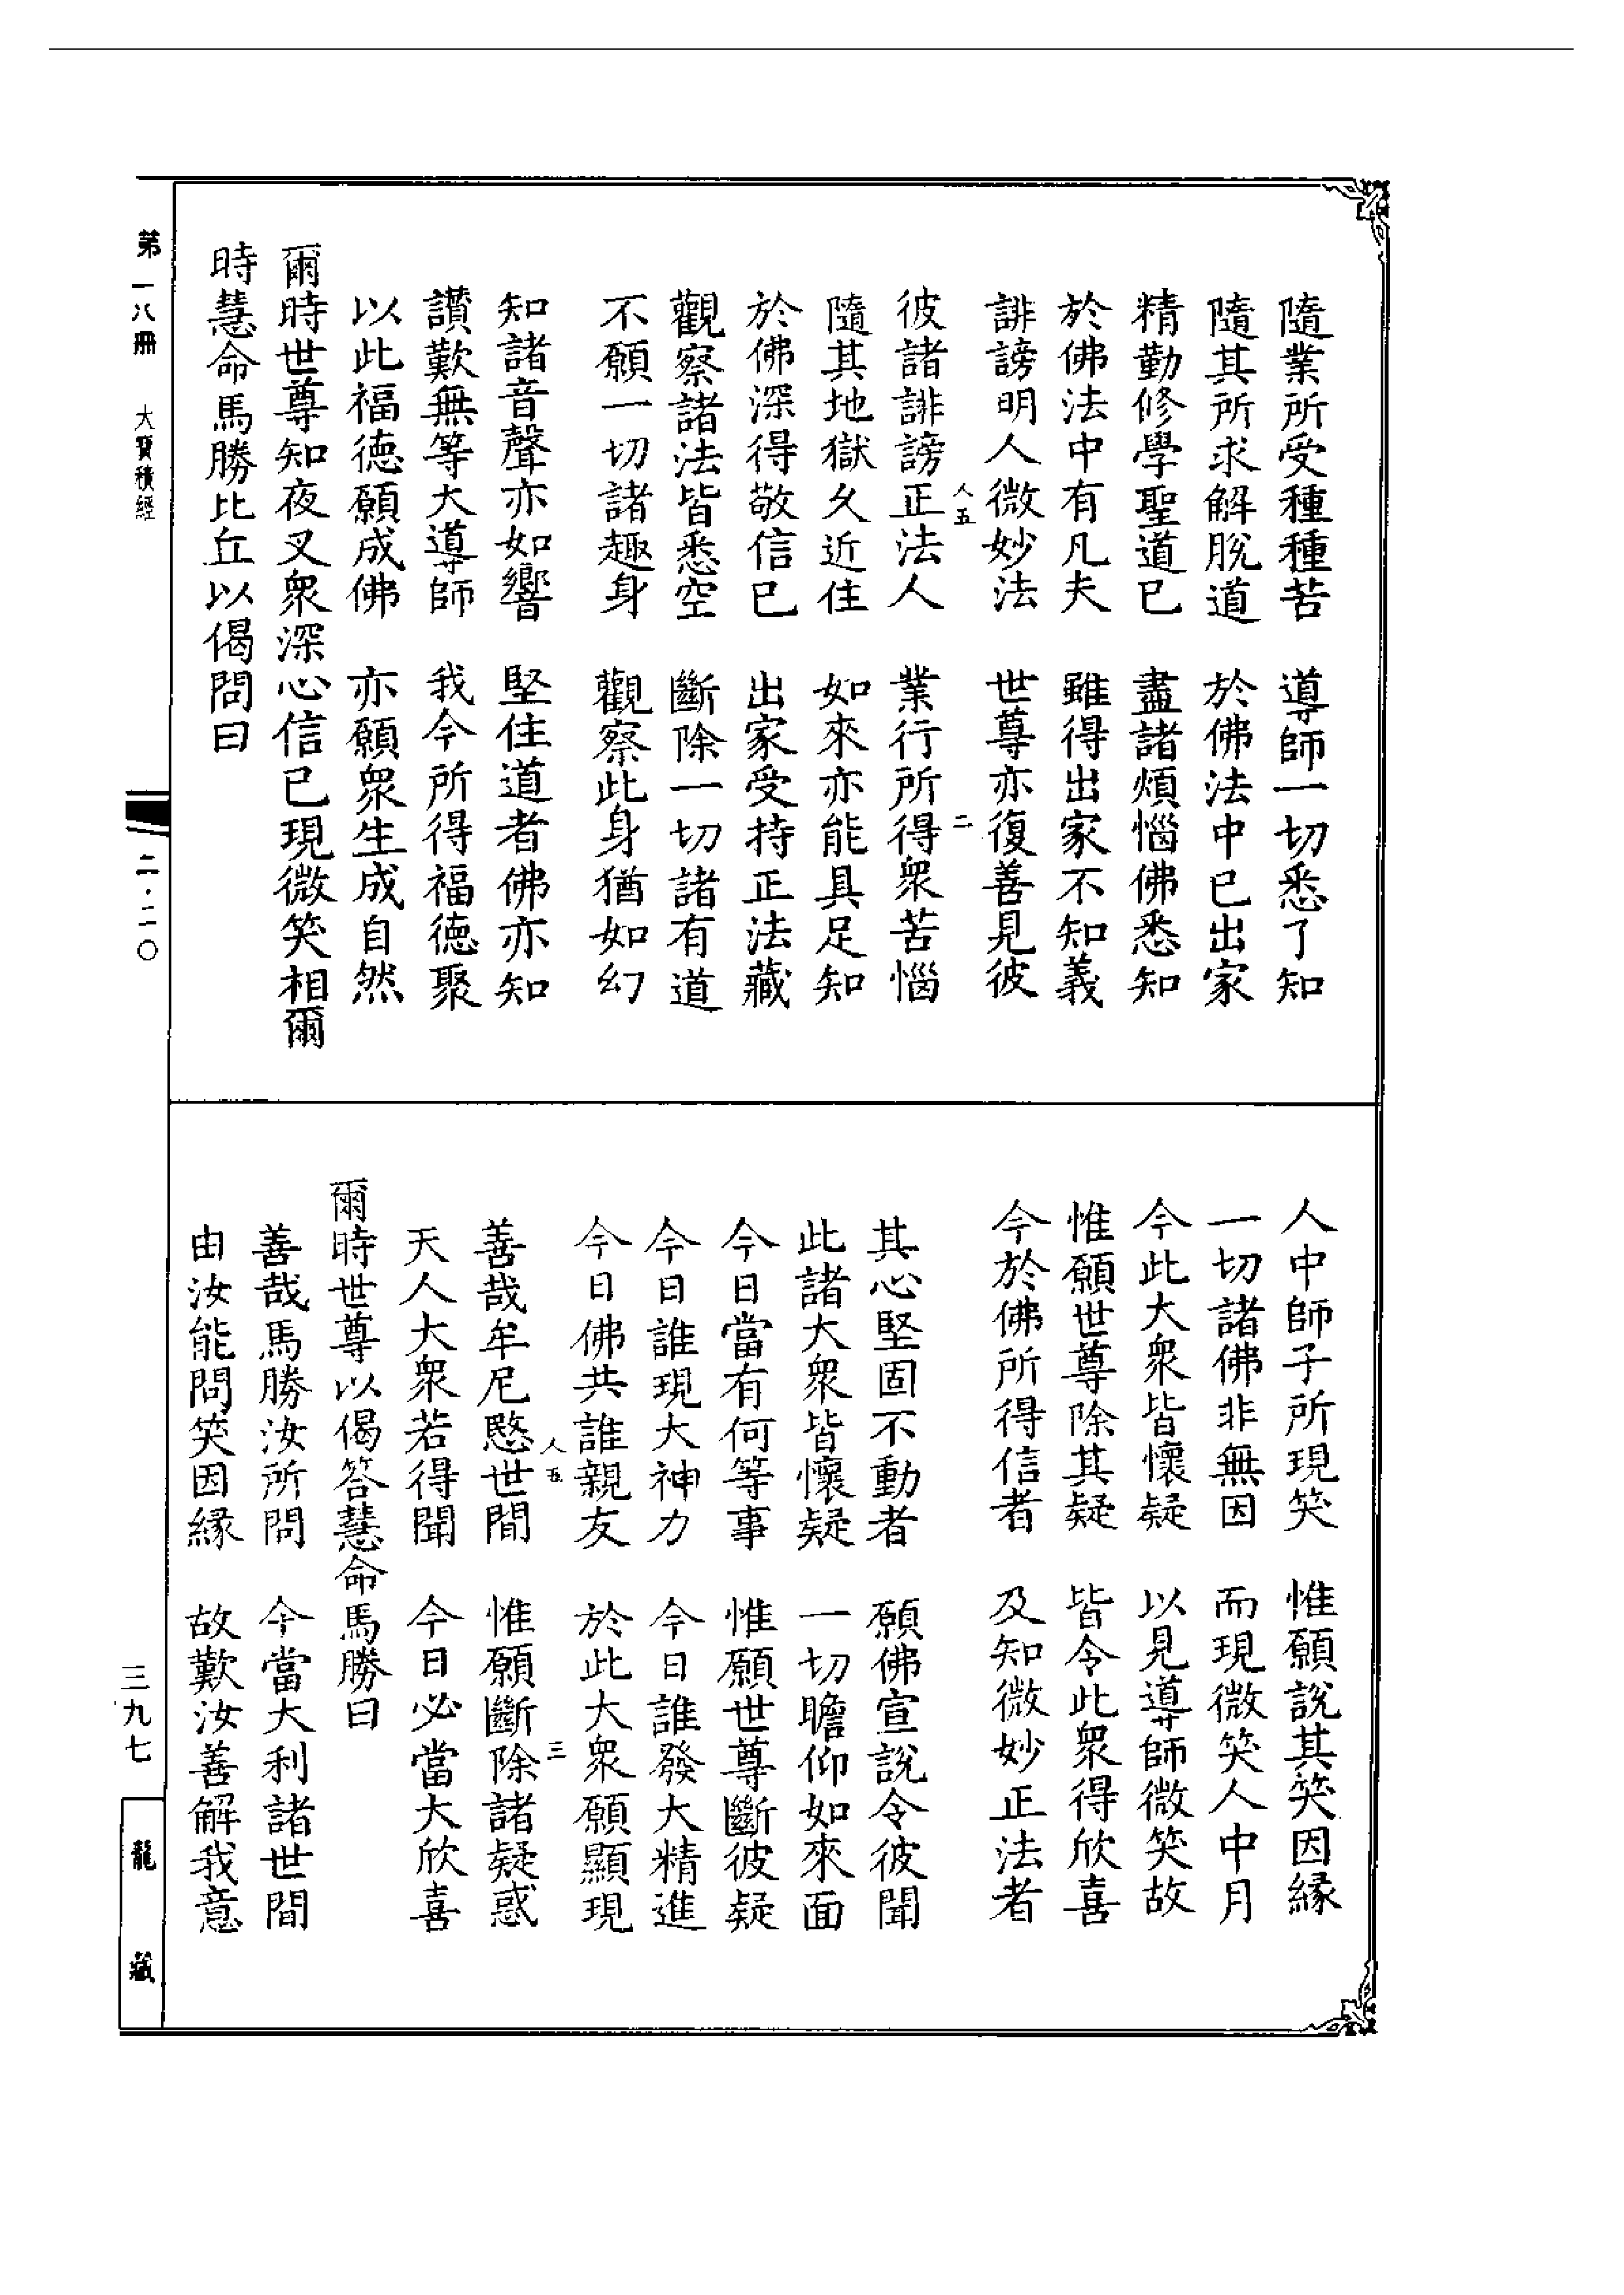 隨業所受種種苦　導師一切悉了知
隨其所求解脫道　於佛法中已出家
精勤修學聖道已　盡諸煩惱佛悉知
於佛法中有凡夫　雖得出家不知義
誹謗明人微妙法　世尊亦復善見彼
人五　二
彼諸誹謗正法人　業行所得衆苦惱
隨其地獄久近住　如來亦能具足知
於佛深得敬信已　出家受持正法藏
觀察諸法皆悉空　斷除一切諸有道
不願一切諸趣身　觀察此身猶如幻
知諸音聲亦如響　堅住道者佛亦知
讚歎無等大導師　我今所得福德聚
以此福德願成佛　亦願衆生成自然
爾時世尊知夜叉衆深心信已現微笑相爾
時慧命馬勝比丘以偈問曰
人中師子所現笑　惟願說其笑因緣
一切諸佛非無因　而現微笑人中月
今此大衆皆懷疑　以見導師微笑故
惟願世尊除其疑　皆令此衆得欣喜
今於佛所得信者　及知微妙正法者
其心堅固不動者　願佛宣說令彼聞
此諸大衆皆懷疑　一切瞻仰如來面
今日當有何等事　惟願世尊斷彼疑
今日誰現大神力　今日誰發大精進
今日佛共誰親友　於此大衆願顯現
人五　三
善哉牟尼愍世間　惟願斷除諸疑惑
天人大衆若得聞　今日必當大欣喜
爾時世尊以偈答慧命馬勝曰
善哉馬勝汝所問　今當大利諸世間
由汝能問笑因緣　故歎汝善解我意
第一八冊　大寶積經　二·二〇　三九七　龍藏